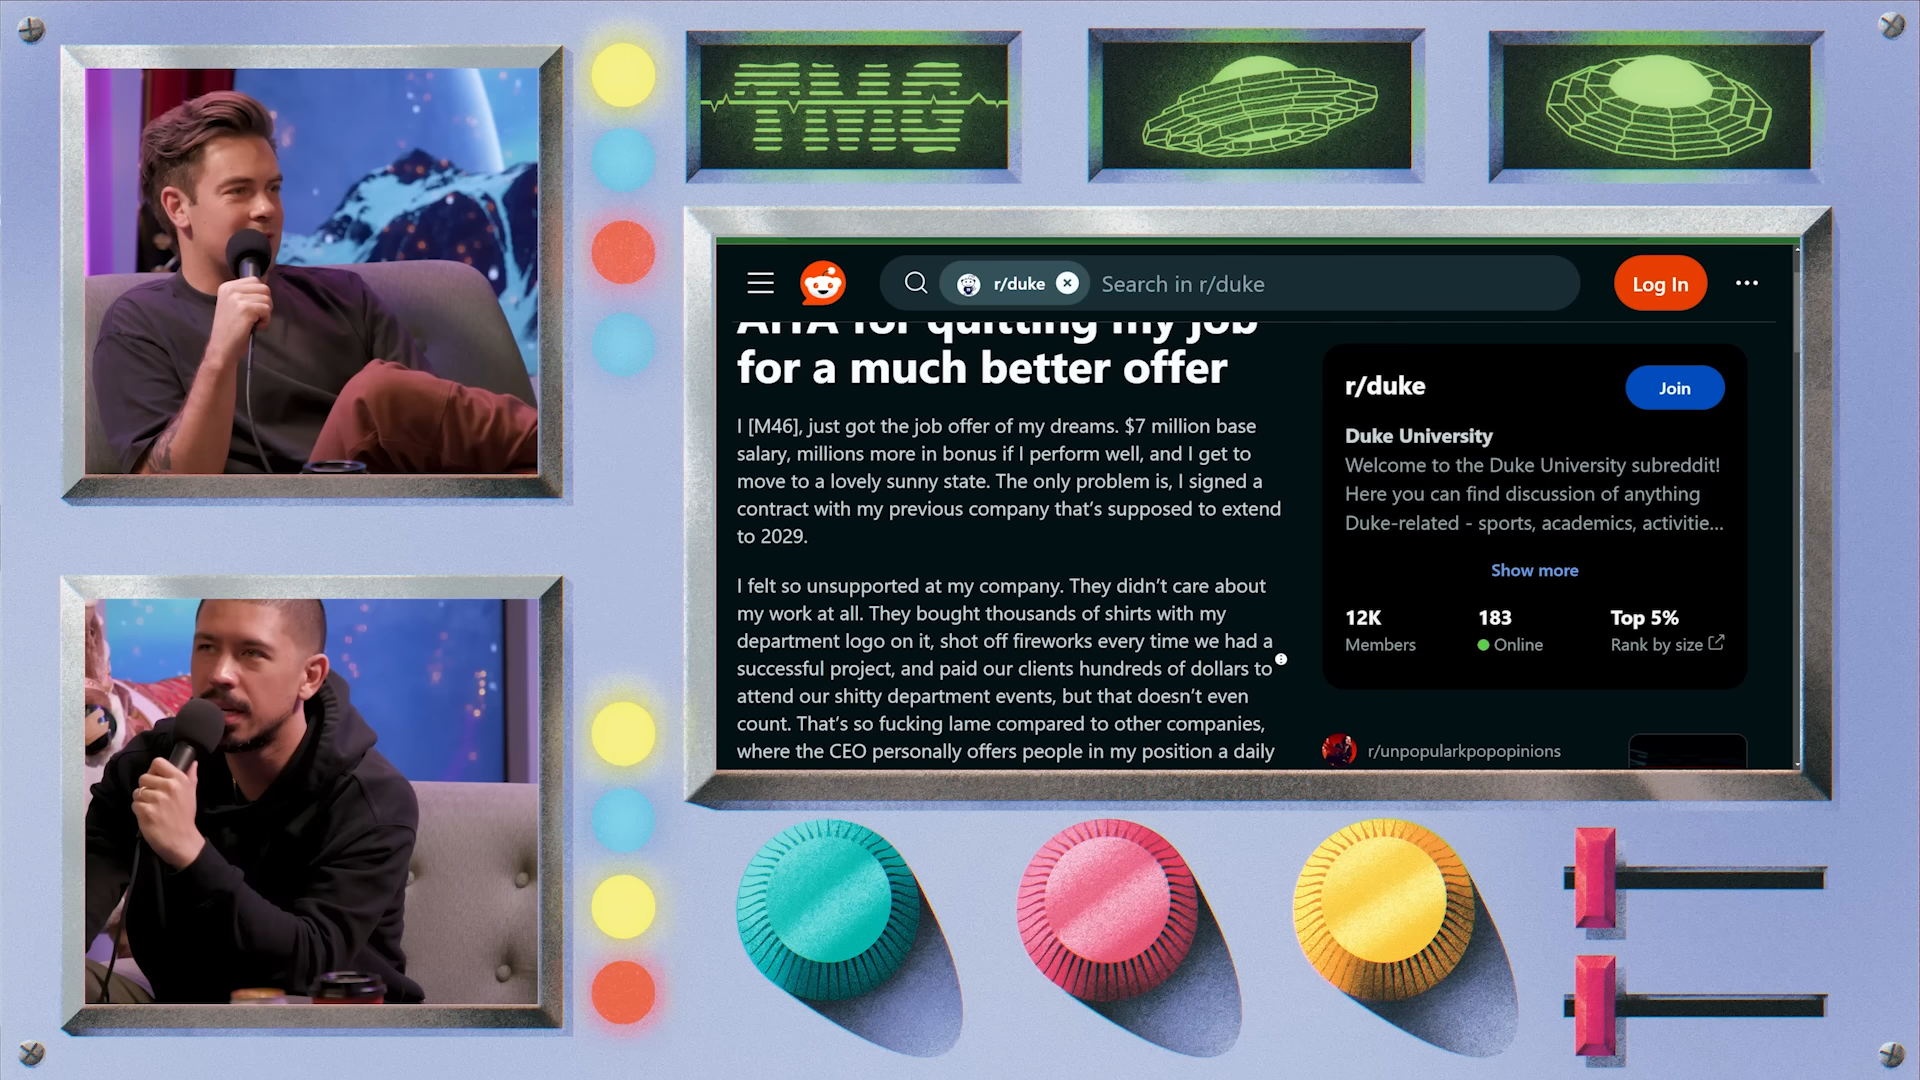 TMG
r/duke
Search in r/duke
Log In
AITA for quitting my job
for a much better offer
I [M46], just got the job offer of my dreams. $7 million base
salary, millions more in bonus if I perform well, and I get to
move to a lovely sunny state. The only problem is, I signed a
contract with my previous company that’s supposed to extend
to 2029.
I felt so unsupported at my company. They didn’t care about
my work at all. They bought thousands of shirts with my
department logo on it, shot off fireworks every time we had a
successful project, and paid our clients hundreds of dollars to
attend our shitty department events, but that doesn’t even
count. That’s so fucking lame compared to other companies,
where the CEO personally offers people in my position a daily
r/duke
Join
Duke University
Welcome to the Duke University subreddit!
Here you can find discussion of anything
Duke-related - sports, academics, activitie...
Show more
12K
Members
183
Online
Top 5%
Rank by size
r/unpopularkpopopinions